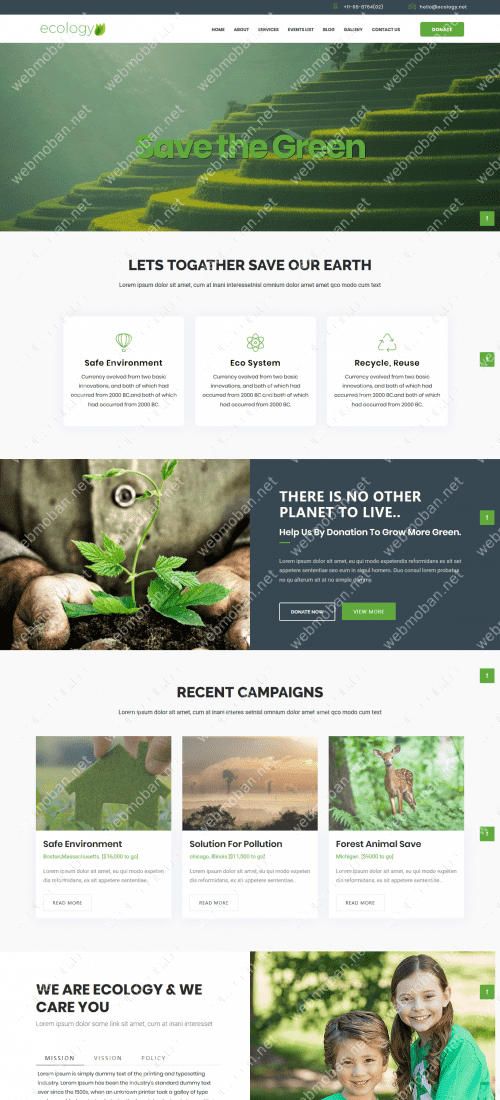 +11-95-8764(02) hello@ecology.net
ecology
HOME ABOUT SERVICES EVENTS LIST BLOG GALLERY CONTACT US DONATE
Save the Green
LETS TOGATHER SAVE OUR EARTH
Lorem ipsum dolor sit amet, cum at inani interessetnisl omnium dolor amet amet qco modo cum text
Safe Environment
Currency evolved from two basic
innovations, and both of which had
occurred from 2000 BC.and both of which
had occurred from 2000 BC.
Eco System
Currency evolved from two basic
innovations, and both of which had
occurred from 2000 BC.and both of which
had occurred from 2000 BC.
Recycle, Reuse
Currency evolved from two basic
innovations, and both of which had
occurred from 2000 BC.and both of which
had occurred from 2000 BC.
THERE IS NO OTHER
PLANET TO LIVE..
Help Us By Donation To Grow More Green.
Lorem ipsum dolor sit amet, eu qui modo expetendis reformidans ex sit set
appetere sententiae seo eum in sigul homero. Duo consul lorem probatus
no qu alterum sit at no simple dummy
DONATE NOW VIEW MORE
RECENT CAMPAIGNS
Lorem ipsum dolor sit amet, cum at inani interes setnisl omnium dolor amet amet qco modo cum text
Safe Environment
Boston,Massachusetts. [$16,000 to go]
Lorem ipsum dolor sit amet, eu qui modo expeten
dis reformidans, ex sit appetere sententiae..
READ MORE
Solution For Pollution
chicago, Illinois [$11,000 to go]
Lorem ipsum dolor sit amet, eu qui modo expeten
dis reformidans, ex sit appetere sententiae..
READ MORE
Forest Animal Save
Michigan. [$5000 to go]
Lorem ipsum dolor sit amet, eu qui modo expeten
dis reformidans, ex sit appetere sententiae..
READ MORE
WE ARE ECOLOGY & WE
CARE YOU
Lorem ipsum dolor some link sit amet, cum at inani interesset
MISSION VISSION POLICY
Lorem Ipsum is simply dummy text of the printing and typesetting
industry. Lorem Ipsum has been the industry's standard dummy text
ever since the 1500s, when an unknown printer took a galley of type
webmoban.net